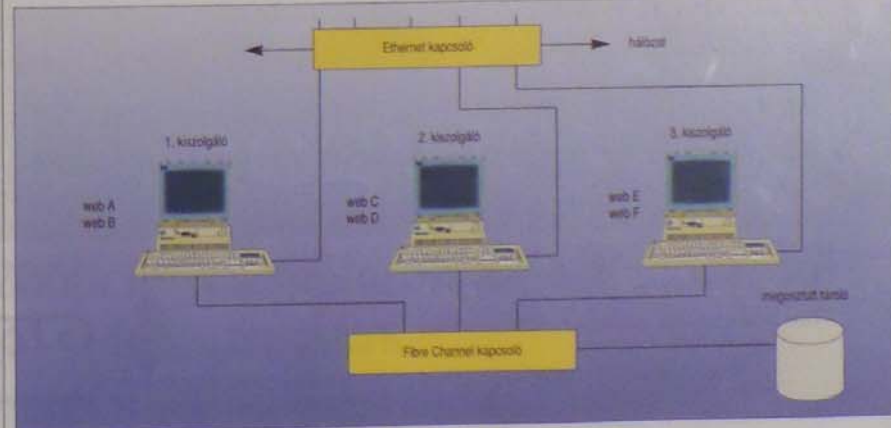 Ethernet kapcsoló
hálózat
1. kiszolgáló
2. kiszolgáló
3. kiszolgáló
web A
web B
web C
web D
web E
web F
megosztott tároló
Fibre Channel kapcsoló